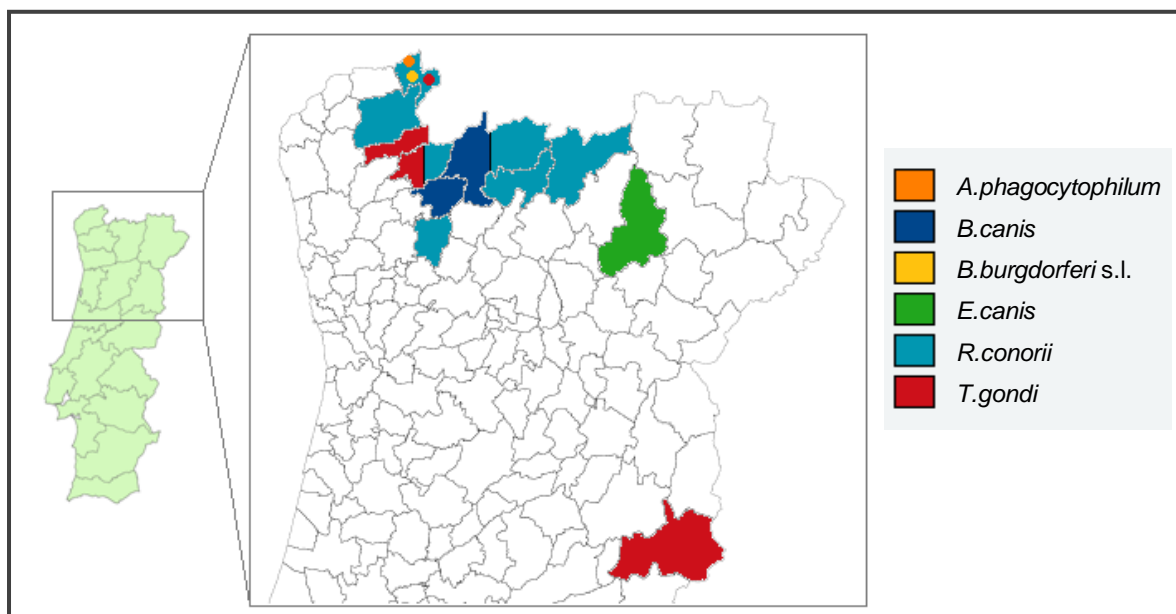 A.phagocytophilum
B.canis
B.burgdorferi s.l.
E.canis
R.conorii
T.gondi